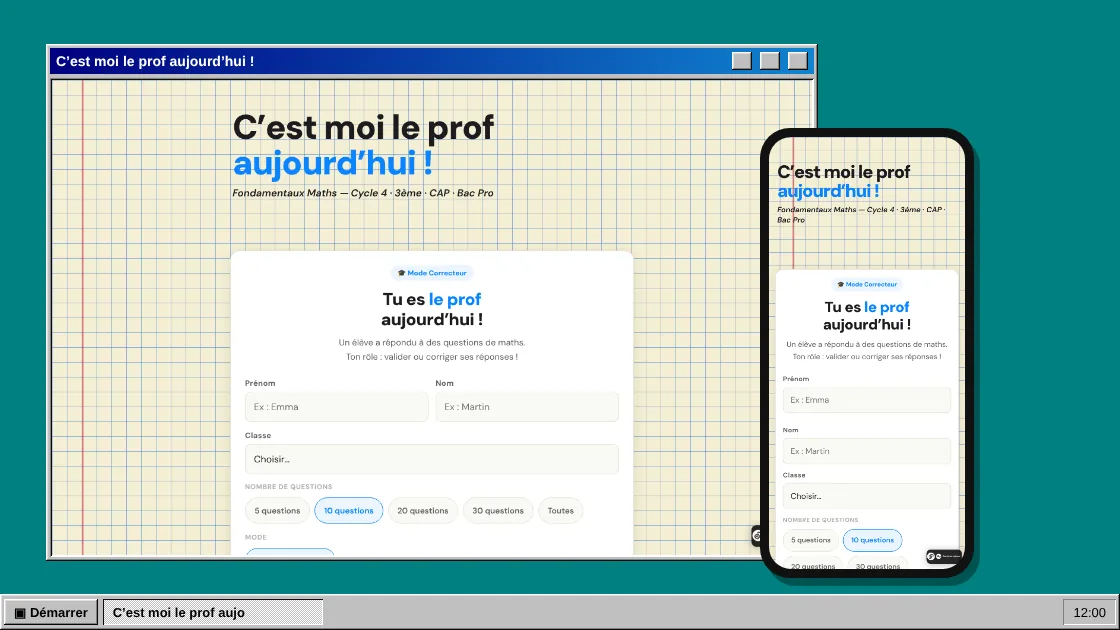 C'est moi le prof aujourd'hui !
C'est moi le prof
aujourd'hui !
Fondamentaux Maths — Cycle 4 · 3ème · CAP · Bac Pro
🎓 Mode Correcteur
Tu es le prof
aujourd'hui !
Un élève a répondu à des questions de maths.
Ton rôle : valider ou corriger ses réponses !
Prénom
Nom
Ex : Emma
Ex : Martin
Classe
Choisir...
NOMBRE DE QUESTIONS
5 questions
10 questions
20 questions
30 questions
Toutes
MODE
C'est moi le prof
aujourd'hui !
Fondamentaux Maths — Cycle 4 · 3ème · CAP ·
Bac Pro
🎓 Mode Correcteur
Tu es le prof
aujourd'hui !
Un élève a répondu à des questions de maths.
Ton rôle : valider ou corriger ses réponses !
Prénom
Ex : Emma
Nom
Ex : Martin
Classe
Choisir...
NOMBRE DE QUESTIONS
5 questions
10 questions
20 questions
30 questions
Démarrer
C'est moi le prof aujo
12:00